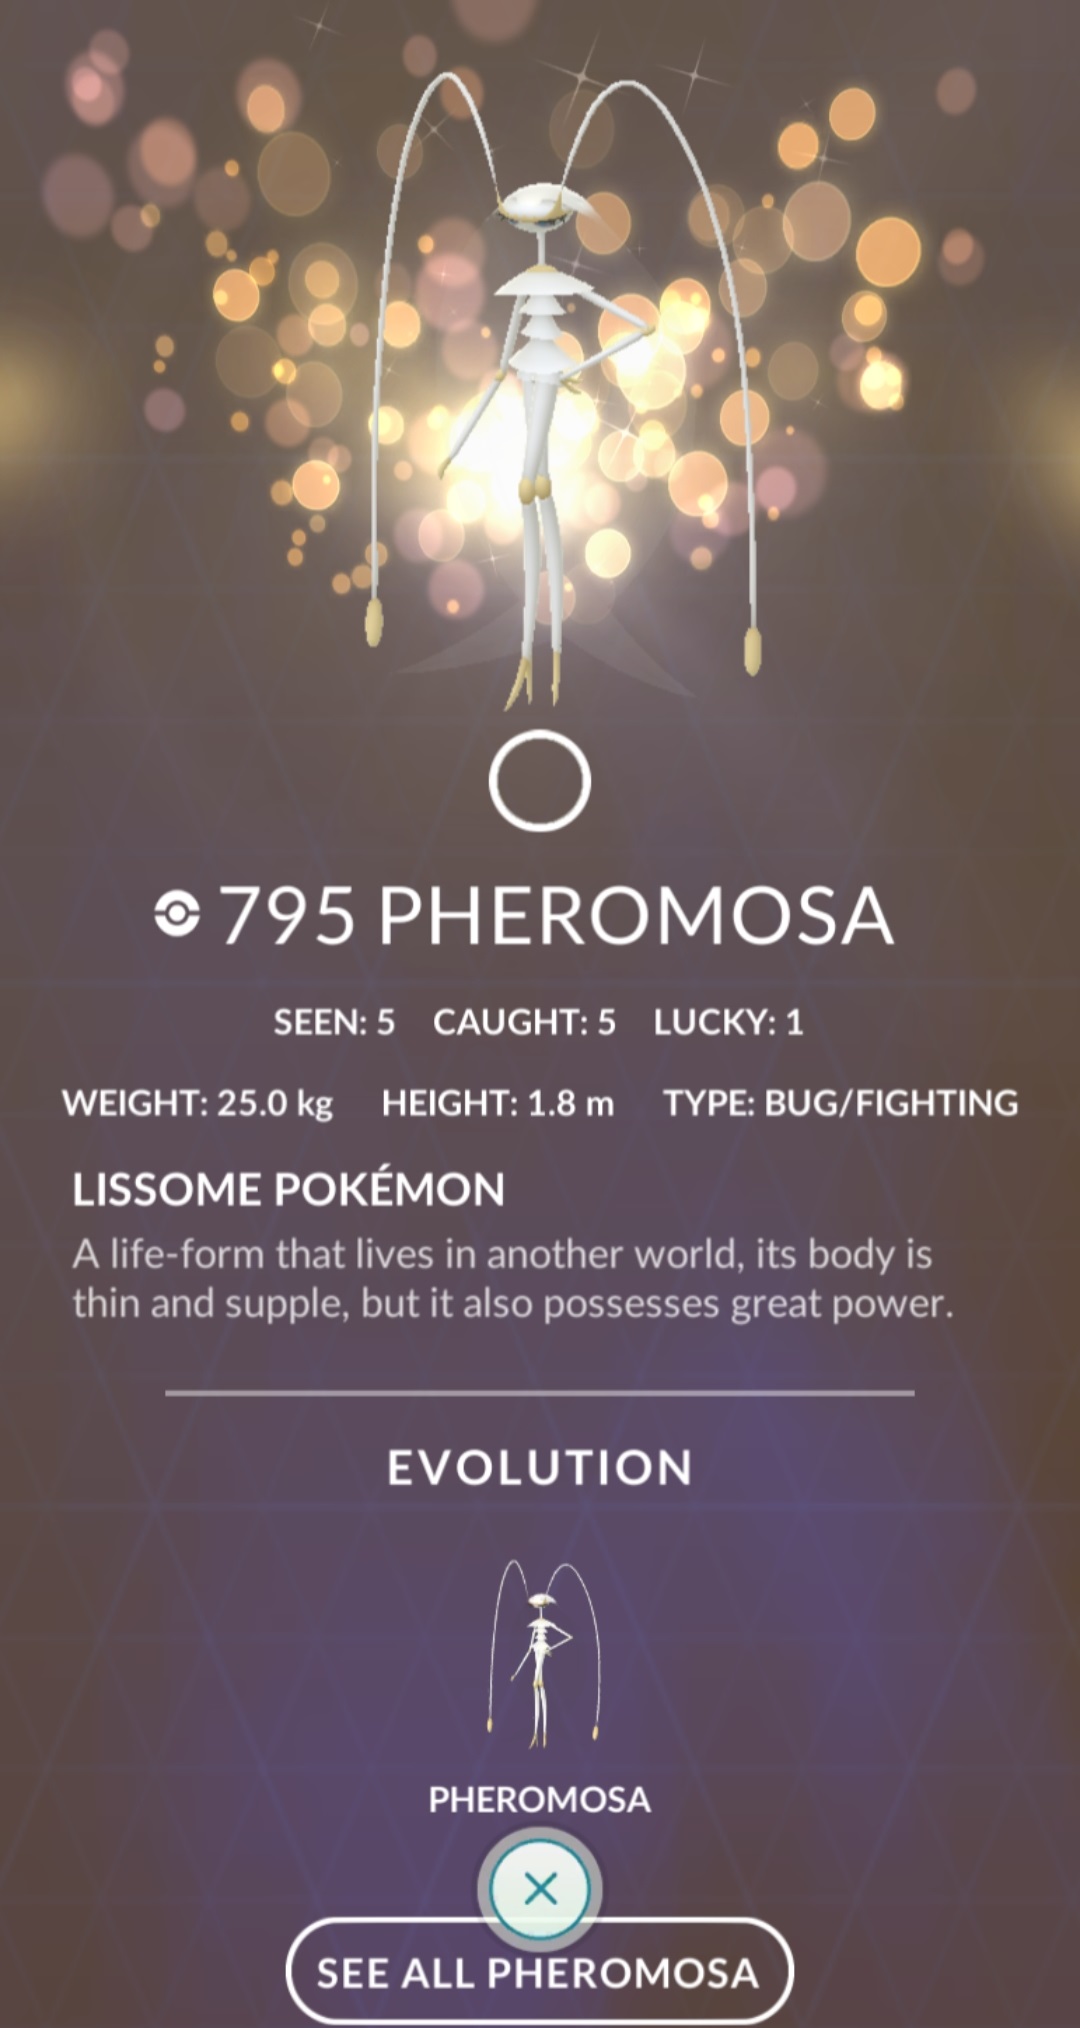 795 PHEROMOSA
SEEN: 5 CAUGHT: 5 LUCKY: 1
WEIGHT: 25.0 kg HEIGHT: 1.8 m TYPE: BUG/FIGHTING
LISSOME POKÉMON
A life-form that lives in another world, its body is
thin and supple, but it also possesses great power.
EVOLUTION
PHEROMOSA
SEE ALL PHEROMOSA